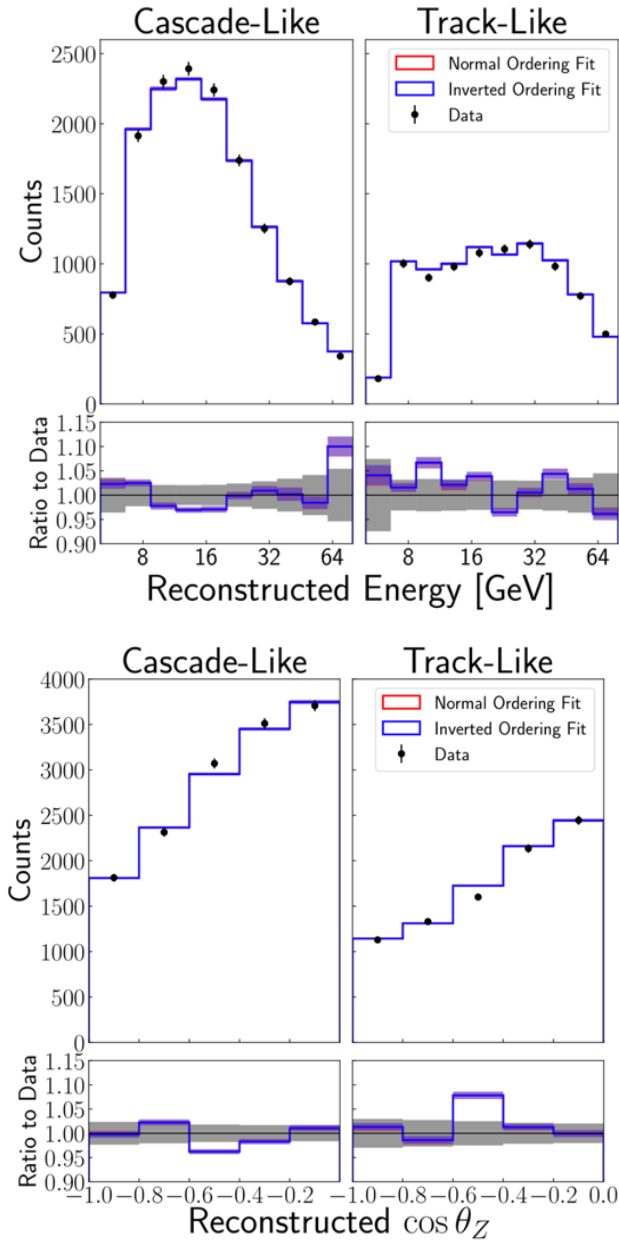 Cascade-Like Track-Like
Normal Ordering Fit
Inverted Ordering Fit
Data
Counts
2500
2000
1500
1000
500
0
Ratio to Data
1.15
1.10
1.05
1.00
0.95
0.90
8 16 32 64 8 16 32 64
Reconstructed Energy [GeV]
Cascade-Like Track-Like
Normal Ordering Fit
Inverted Ordering Fit
Data
Counts
4000
3500
3000
2500
2000
1500
1000
500
0
Ratio to Data
1.15
1.10
1.05
1.00
0.95
0.90
−1.0 −0.8 −0.6 −0.4 −0.2 −1.0 −0.8 −0.6 −0.4 −0.2 0.0
Reconstructed cos θ_Z